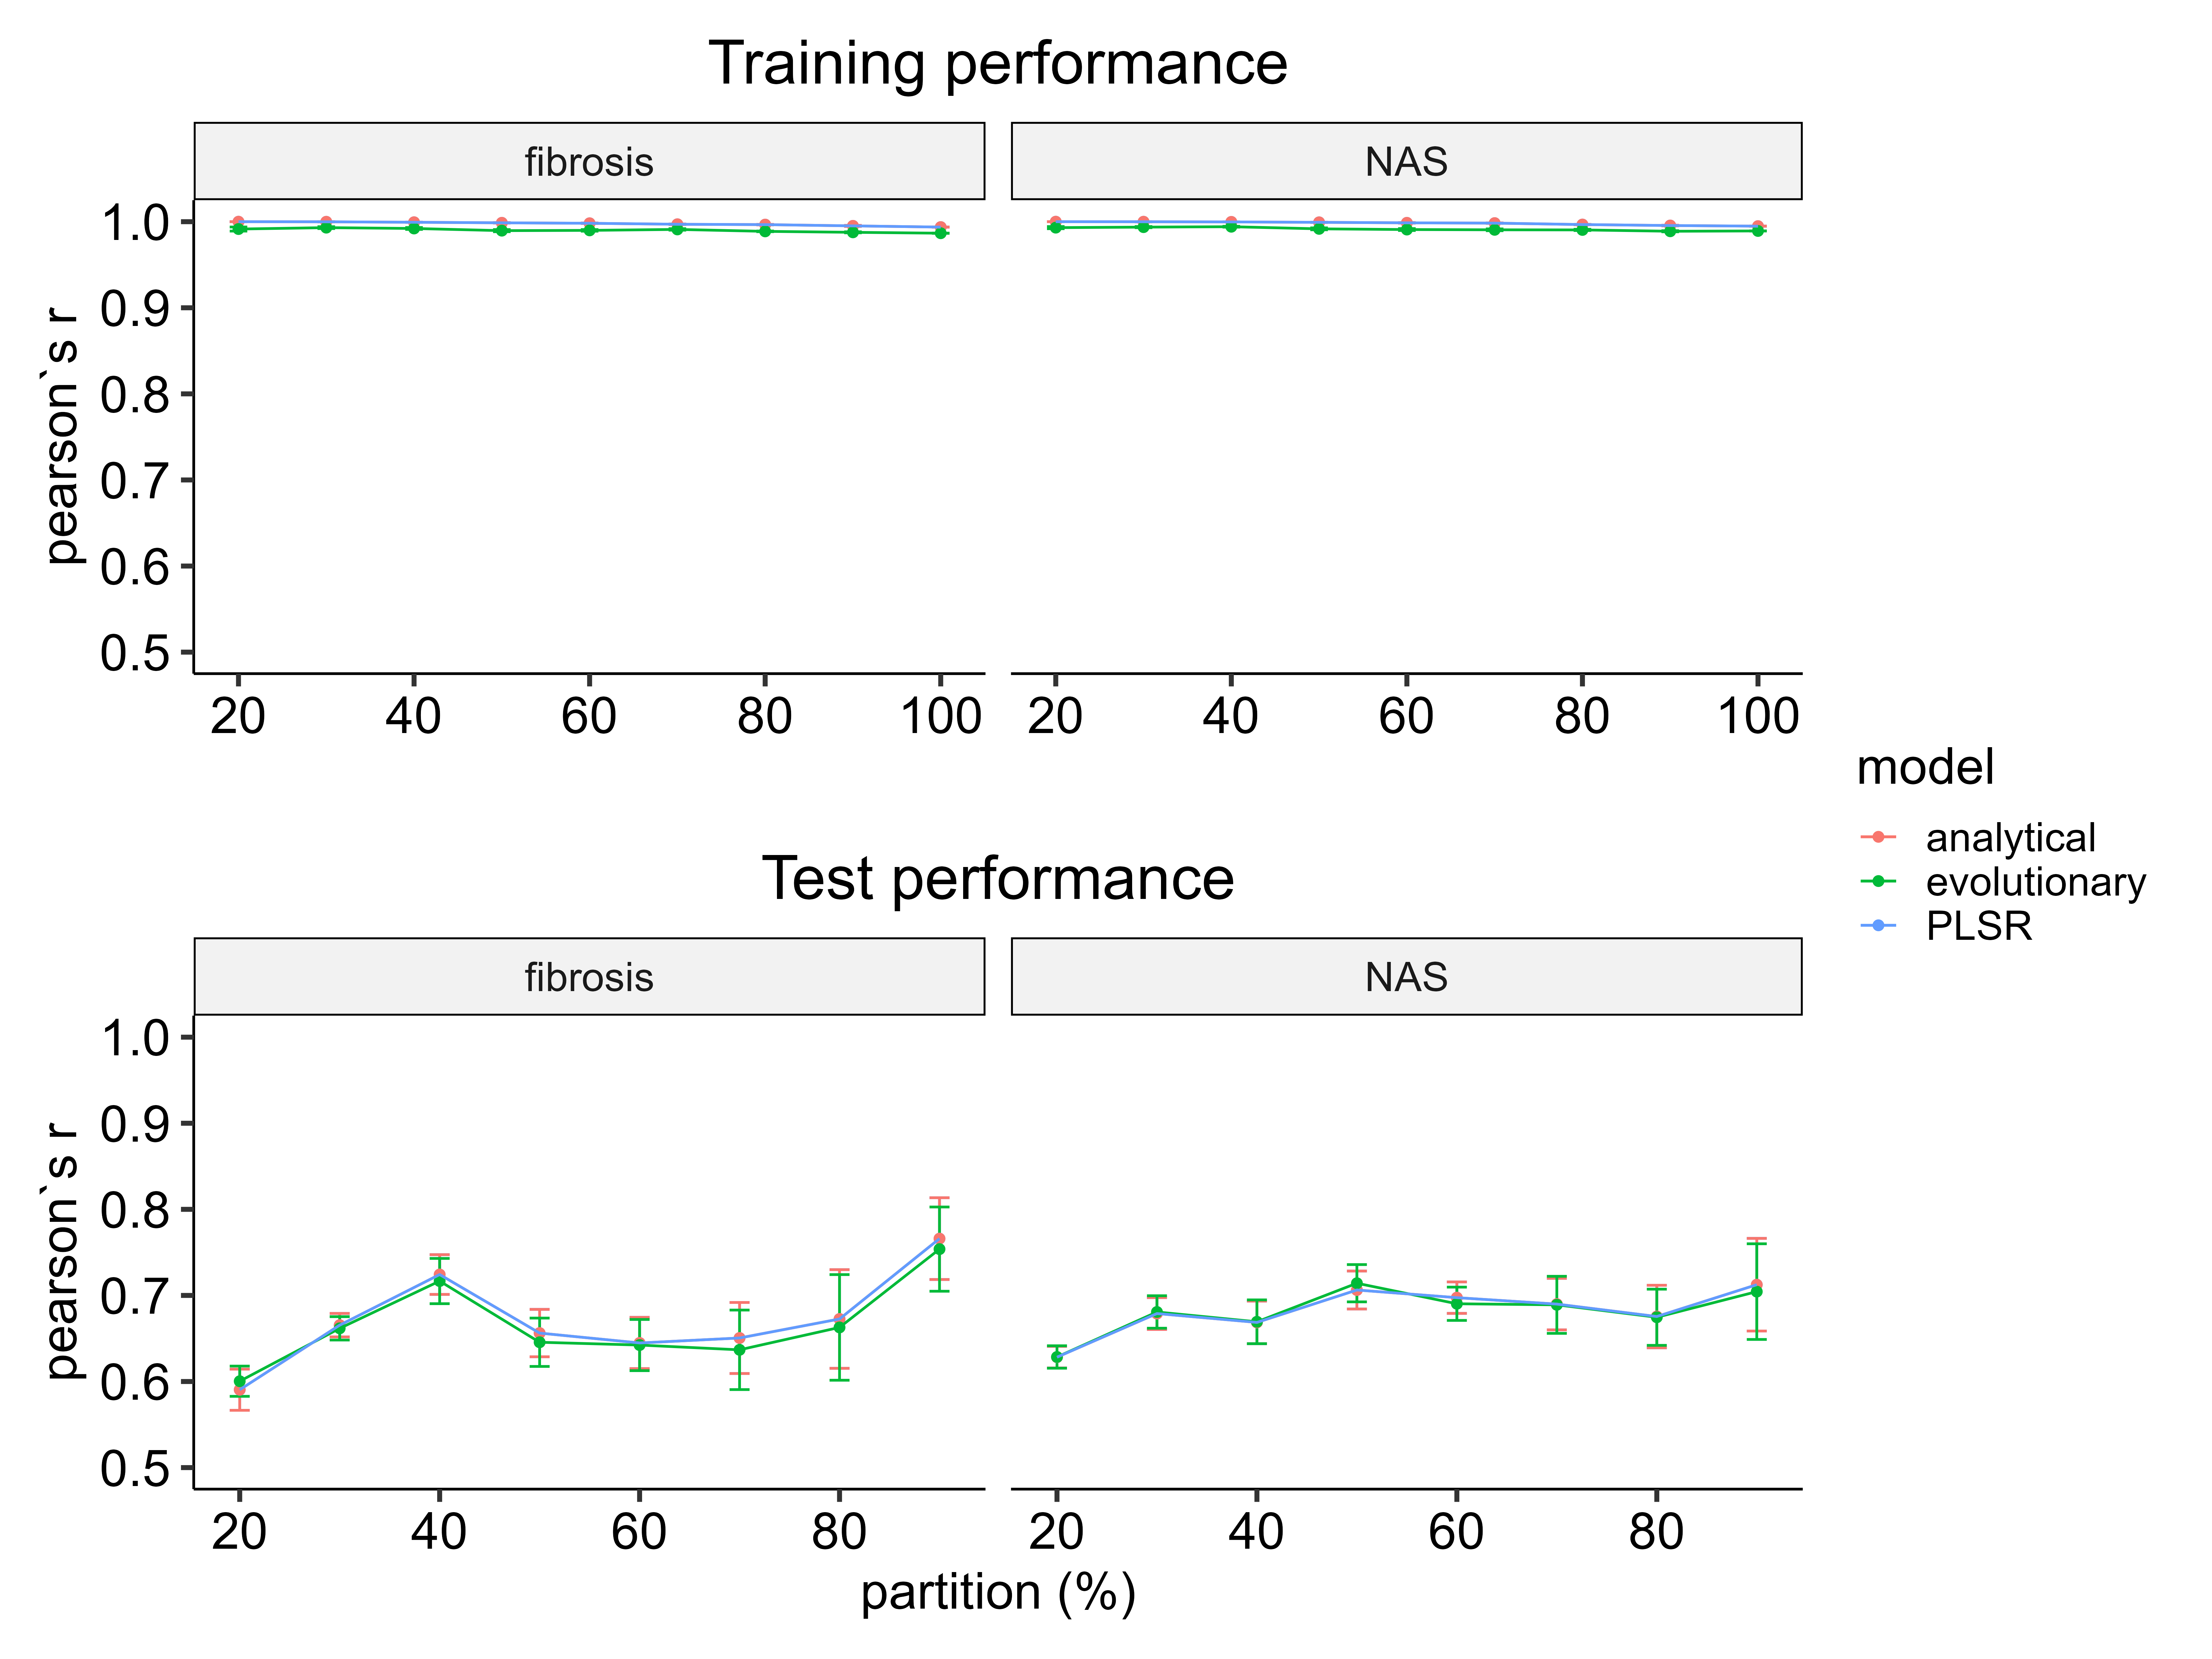 Training performance
fibrosis NAS
1.0
0.9
0.8
0.7
0.6
0.5
pearson`s r
20 40 60 80 100 20 40 60 80 100
model
analytical
evolutionary
PLSR
Test performance
fibrosis NAS
1.0
0.9
0.8
0.7
0.6
0.5
pearson`s r
20 40 60 80 20 40 60 80
partition (%)